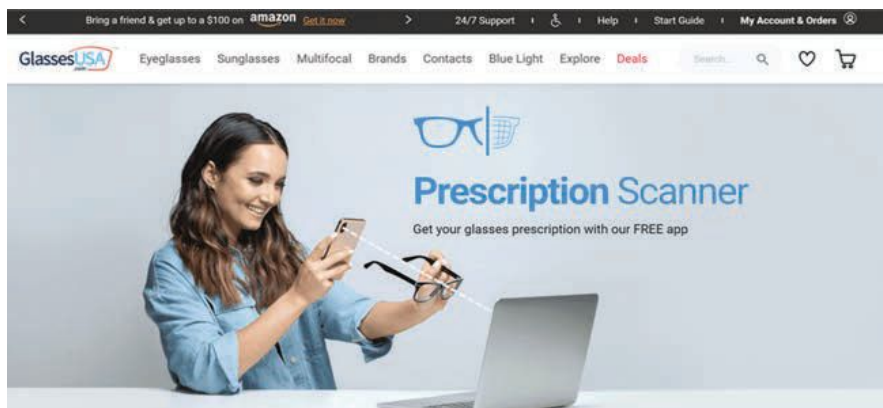 Bring a friend & get up to a $100 on amazon Get it now
24/7 Support Help Start Guide My Account & Orders
GlassesUSA .com Eyeglasses Sunglasses Multifocal Brands Contacts Blue Light Explore Deals Search...
Prescription Scanner
Get your glasses prescription with our FREE app